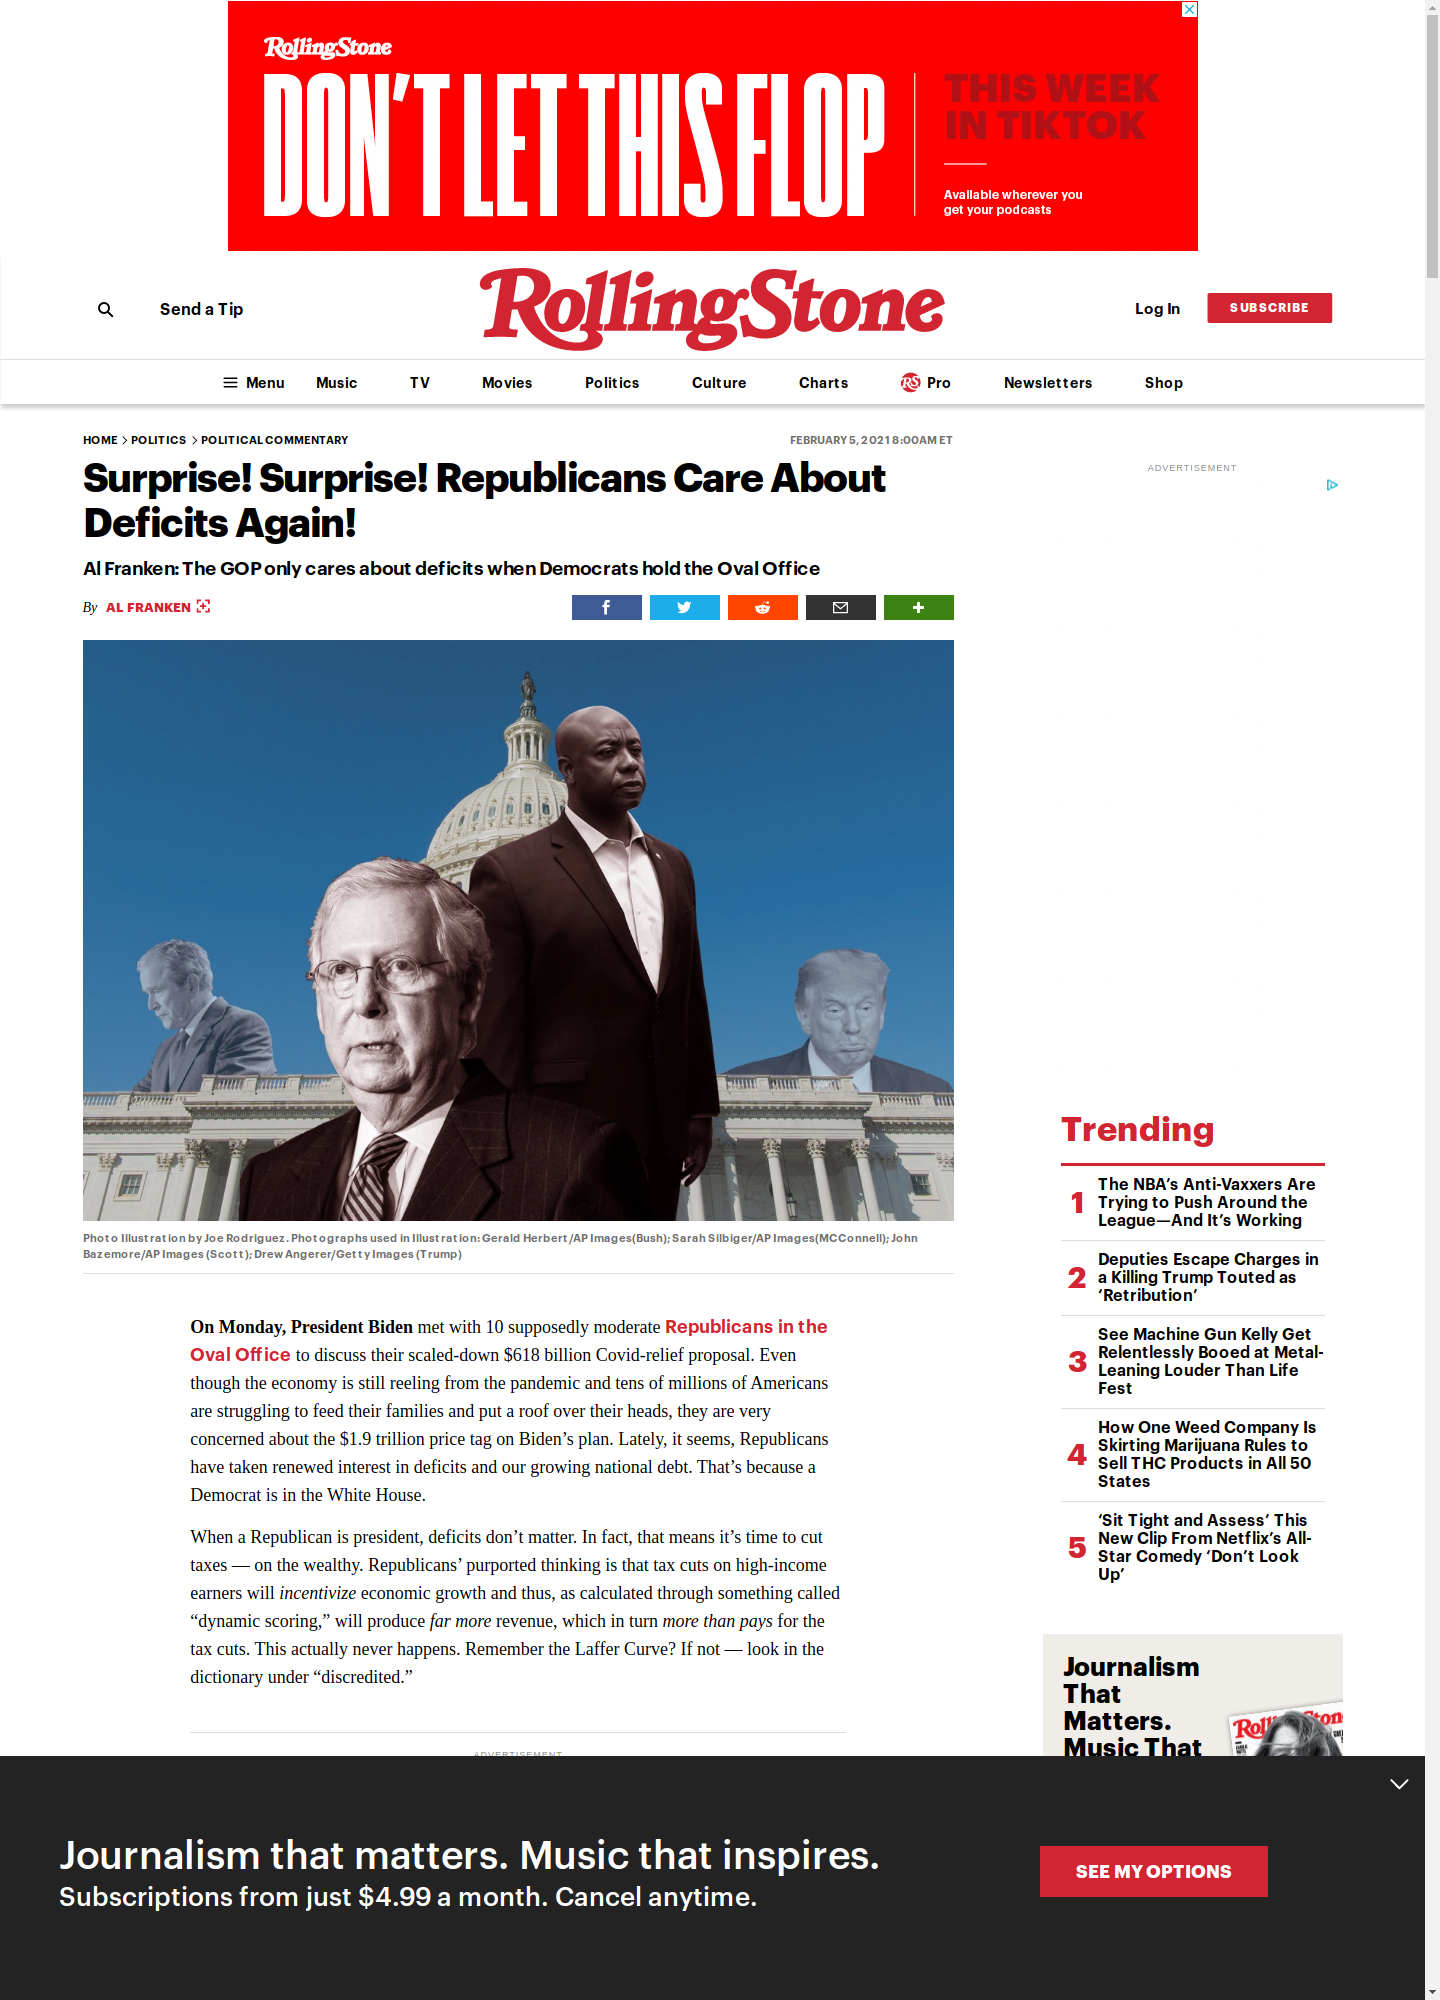 RollingStone
DON'T LET THIS FLOP
THIS WEEK
IN TIKTOK
Available wherever you
get your podcasts
Send a Tip
RollingStone
Log In
SUBSCRIBE
Menu
Music
TV
Movies
Politics
Culture
Charts
RS Pro
Newsletters
Shop
HOME > POLITICS > POLITICAL COMMENTARY
FEBRUARY 5, 2021 8:00AM ET
Surprise! Surprise! Republicans Care About
Deficits Again!
Al Franken: The GOP only cares about deficits when Democrats hold the Oval Office
By AL FRANKEN
ADVERTISEMENT
Photo Illustration by Joe Rodriguez. Photographs used in Illustration: Gerald Herbert/AP Images(Bush); Sarah Silbiger/AP Images(MCConnell); John
Bazemore/AP Images (Scott); Drew Angerer/Getty Images (Trump)
On Monday, President Biden met with 10 supposedly moderate Republicans in the
Oval Office to discuss their scaled-down $618 billion Covid-relief proposal. Even
though the economy is still reeling from the pandemic and tens of millions of Americans
are struggling to feed their families and put a roof over their heads, they are very
concerned about the $1.9 trillion price tag on Biden’s plan. Lately, it seems, Republicans
have taken renewed interest in deficits and our growing national debt. That’s because a
Democrat is in the White House.
When a Republican is president, deficits don’t matter. In fact, that means it’s time to cut
taxes — on the wealthy. Republicans’ purported thinking is that tax cuts on high-income
earners will incentivize economic growth and thus, as calculated through something called
“dynamic scoring,” will produce far more revenue, which in turn more than pays for the
tax cuts. This actually never happens. Remember the Laffer Curve? If not — look in the
dictionary under “discredited.”
ADVERTISEMENT
Trending
1
The NBA’s Anti-Vaxxers Are
Trying to Push Around the
League—And It’s Working
2
Deputies Escape Charges in
a Killing Trump Touted as
‘Retribution’
3
See Machine Gun Kelly Get
Relentlessly Booed at Metal-
Leaning Louder Than Life
Fest
4
How One Weed Company Is
Skirting Marijuana Rules to
Sell THC Products in All 50
States
5
‘Sit Tight and Assess’ This
New Clip From Netflix’s All-
Star Comedy ‘Don’t Look
Up’
Journalism
That
Matters.
Music That
Journalism that matters. Music that inspires.
Subscriptions from just $4.99 a month. Cancel anytime.
SEE MY OPTIONS